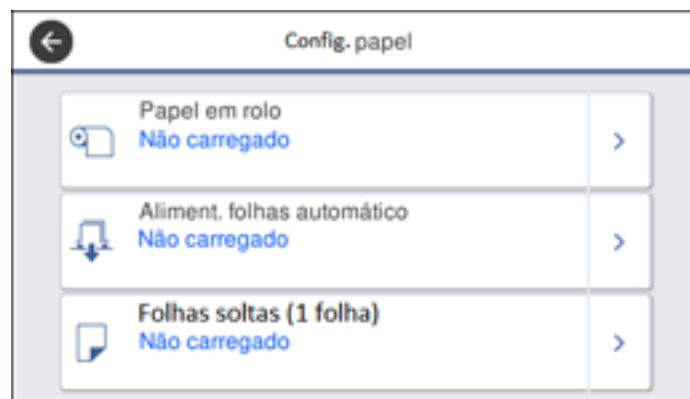 Config. papel
Papel em rolo
Não carregado
Aliment. folhas automático
Não carregado
Folhas soltas (1 folha)
Não carregado